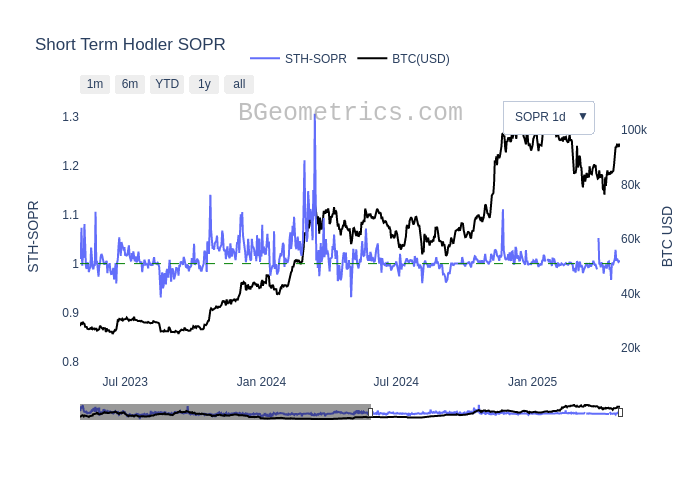 Short Term Hodler SOPR
STH-SOPR
BTC(USD)
1m
6m
YTD
1y
all
BGeometrics.com
SOPR 1d ▼
1.3
1.2
1.1
1
0.9
0.8
STH-SOPR
100k
80k
60k
40k
20k
BTC USD
Jul 2023
Jan 2024
Jul 2024
Jan 2025